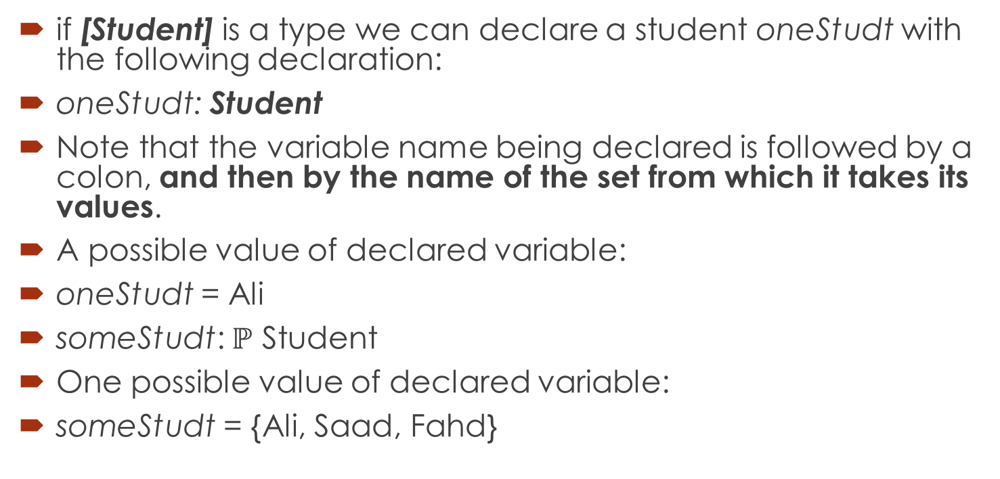 if [Student] is a type we can declare a student oneStudt with
the following declaration:
oneStudt: Student
Note that the variable name being declared is followed by a
colon, and then by the name of the set from which it takes its
values.
A possible value of declared variable:
oneStudt = Ali
someStudt: ℙ Student
One possible value of declared variable:
someStudt = {Ali, Saad, Fahd}